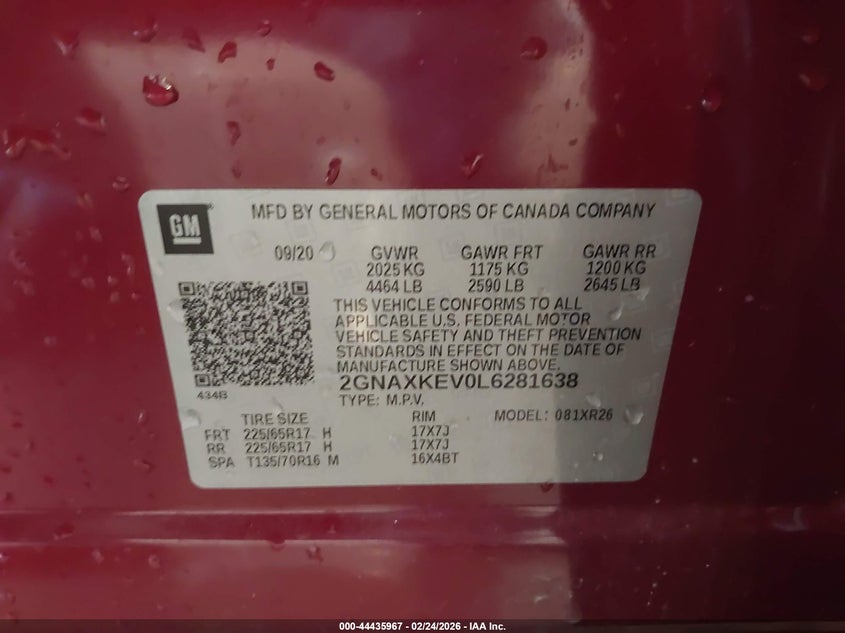 GM
MFD BY GENERAL MOTORS OF CANADA COMPANY
09/20 GVWR GAWR FRT GAWR RR
2025 KG 1175 KG 1200 KG
4464 LB 2590 LB 2645 LB
THIS VEHICLE CONFORMS TO ALL
APPLICABLE U.S. FEDERAL MOTOR
VEHICLE SAFETY AND THEFT PREVENTION
STANDARDS IN EFFECT ON THE DATE OF
MANUFACTURE SHOWN ABOVE.
2GNAXKEV0L6281638
434B
TYPE: M.P.V.
TIRE SIZE RIM MODEL: 081XR26
FRT 225/65R17 H 17X7J
RR 225/65R17 H 17X7J
SPA T135/70R16 M 16X4BT
000-44435967 - 02/24/2026 - IAA Inc.